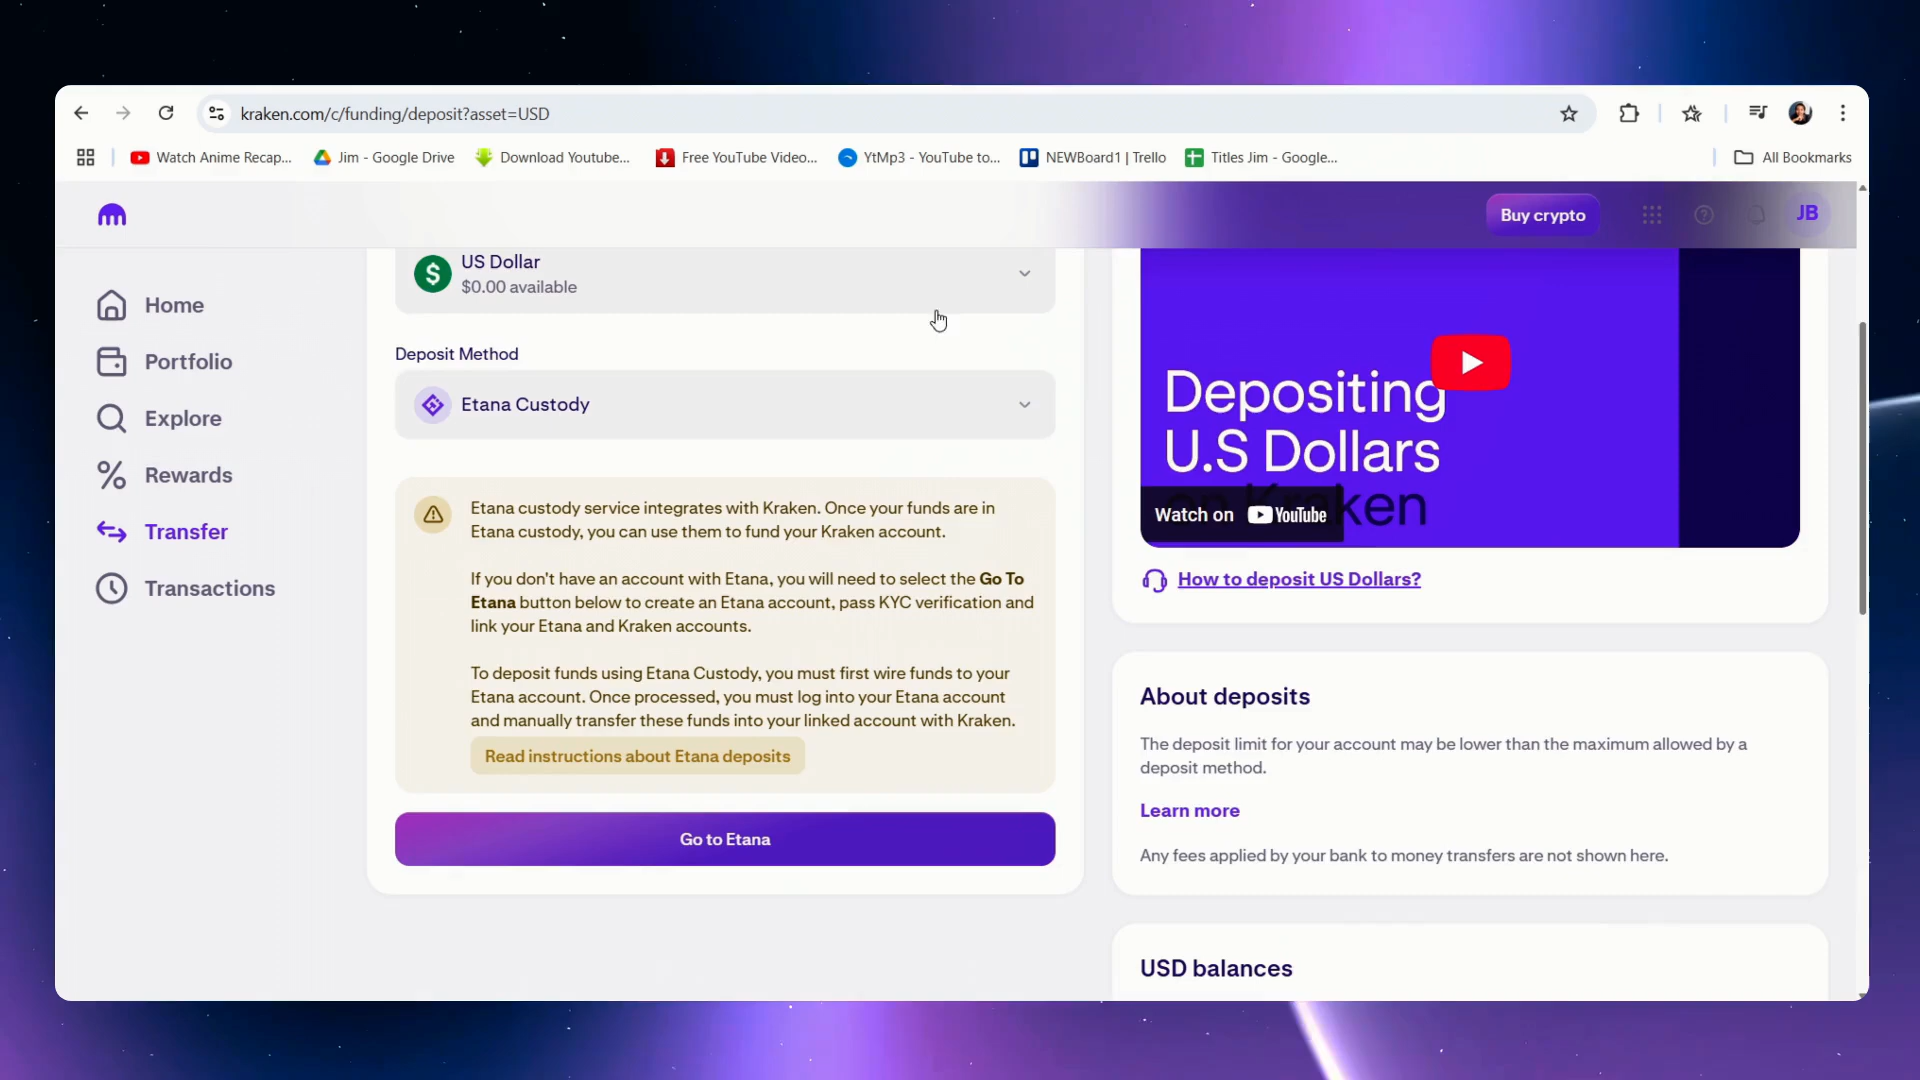 kraken.com/c/funding/deposit?asset=USD
Watch Anime Recap...
Jim - Google Drive
Download Youtube...
Free YouTube Video...
YtMp3 - YouTube to...
NEWBoard1 | Trello
Titles Jim - Google...
All Bookmarks
Buy crypto
JB
Home
Portfolio
Explore
Rewards
Transfer
Transactions
US Dollar
$0.00 available
Deposit Method
Etana Custody
Etana custody service integrates with Kraken. Once your funds are in
Etana custody, you can use them to fund your Kraken account.
If you don't have an account with Etana, you will need to select the Go To
Etana button below to create an Etana account, pass KYC verification and
link your Etana and Kraken accounts.
To deposit funds using Etana Custody, you must first wire funds to your
Etana account. Once processed, you must log into your Etana account
and manually transfer these funds into your linked account with Kraken.
Read instructions about Etana deposits
Go to Etana
Depositing
U.S Dollars
on Kraken
Watch on YouTube
How to deposit US Dollars?
About deposits
The deposit limit for your account may be lower than the maximum allowed by a
deposit method.
Learn more
Any fees applied by your bank to money transfers are not shown here.
USD balances